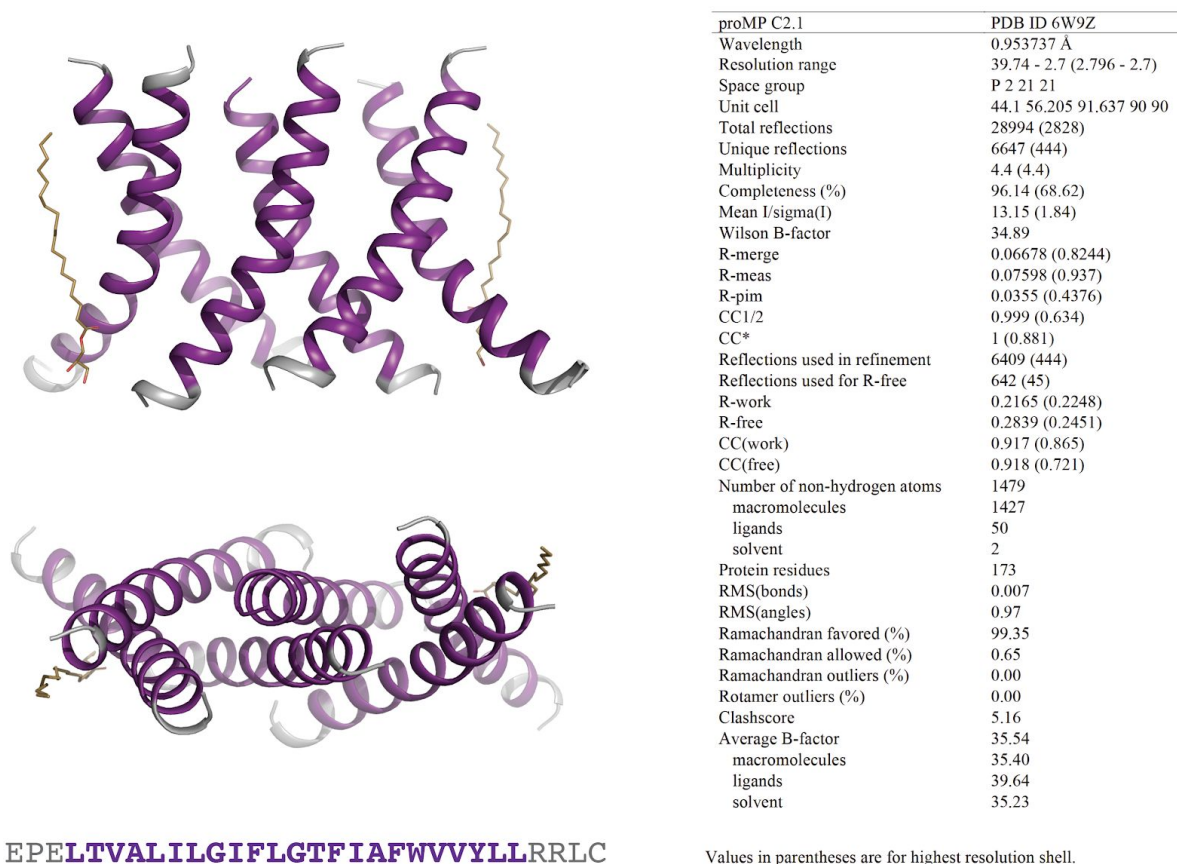 proMP C2.1 PDB ID 6W9Z
Wavelength 0.953737 Å
Resolution range 39.74 - 2.7 (2.796 - 2.7)
Space group P 2 21 21
Unit cell 44.1 56.205 91.637 90 90
Total reflections 28994 (2828)
Unique reflections 6647 (444)
Multiplicity 4.4 (4.4)
Completeness (%) 96.14 (68.62)
Mean I/sigma(I) 13.15 (1.84)
Wilson B-factor 34.89
R-merge 0.06678 (0.8244)
R-meas 0.07598 (0.937)
R-pim 0.0355 (0.4376)
CC1/2 0.999 (0.634)
CC* 1 (0.881)
Reflections used in refinement 6409 (444)
Reflections used for R-free 642 (45)
R-work 0.2165 (0.2248)
R-free 0.2839 (0.2451)
CC(work) 0.917 (0.865)
CC(free) 0.918 (0.721)
Number of non-hydrogen atoms 1479
macromolecules 1427
ligands 50
solvent 2
Protein residues 173
RMS(bonds) 0.007
RMS(angles) 0.97
Ramachandran favored (%) 99.35
Ramachandran allowed (%) 0.65
Ramachandran outliers (%) 0.00
Rotamer outliers (%) 0.00
Clashscore 5.16
Average B-factor 35.54
macromolecules 35.40
ligands 39.64
solvent 35.23
EPELTVALILGIFLGTFIAFWVVYLLRRLC
Values in parentheses are for highest resolution shell.